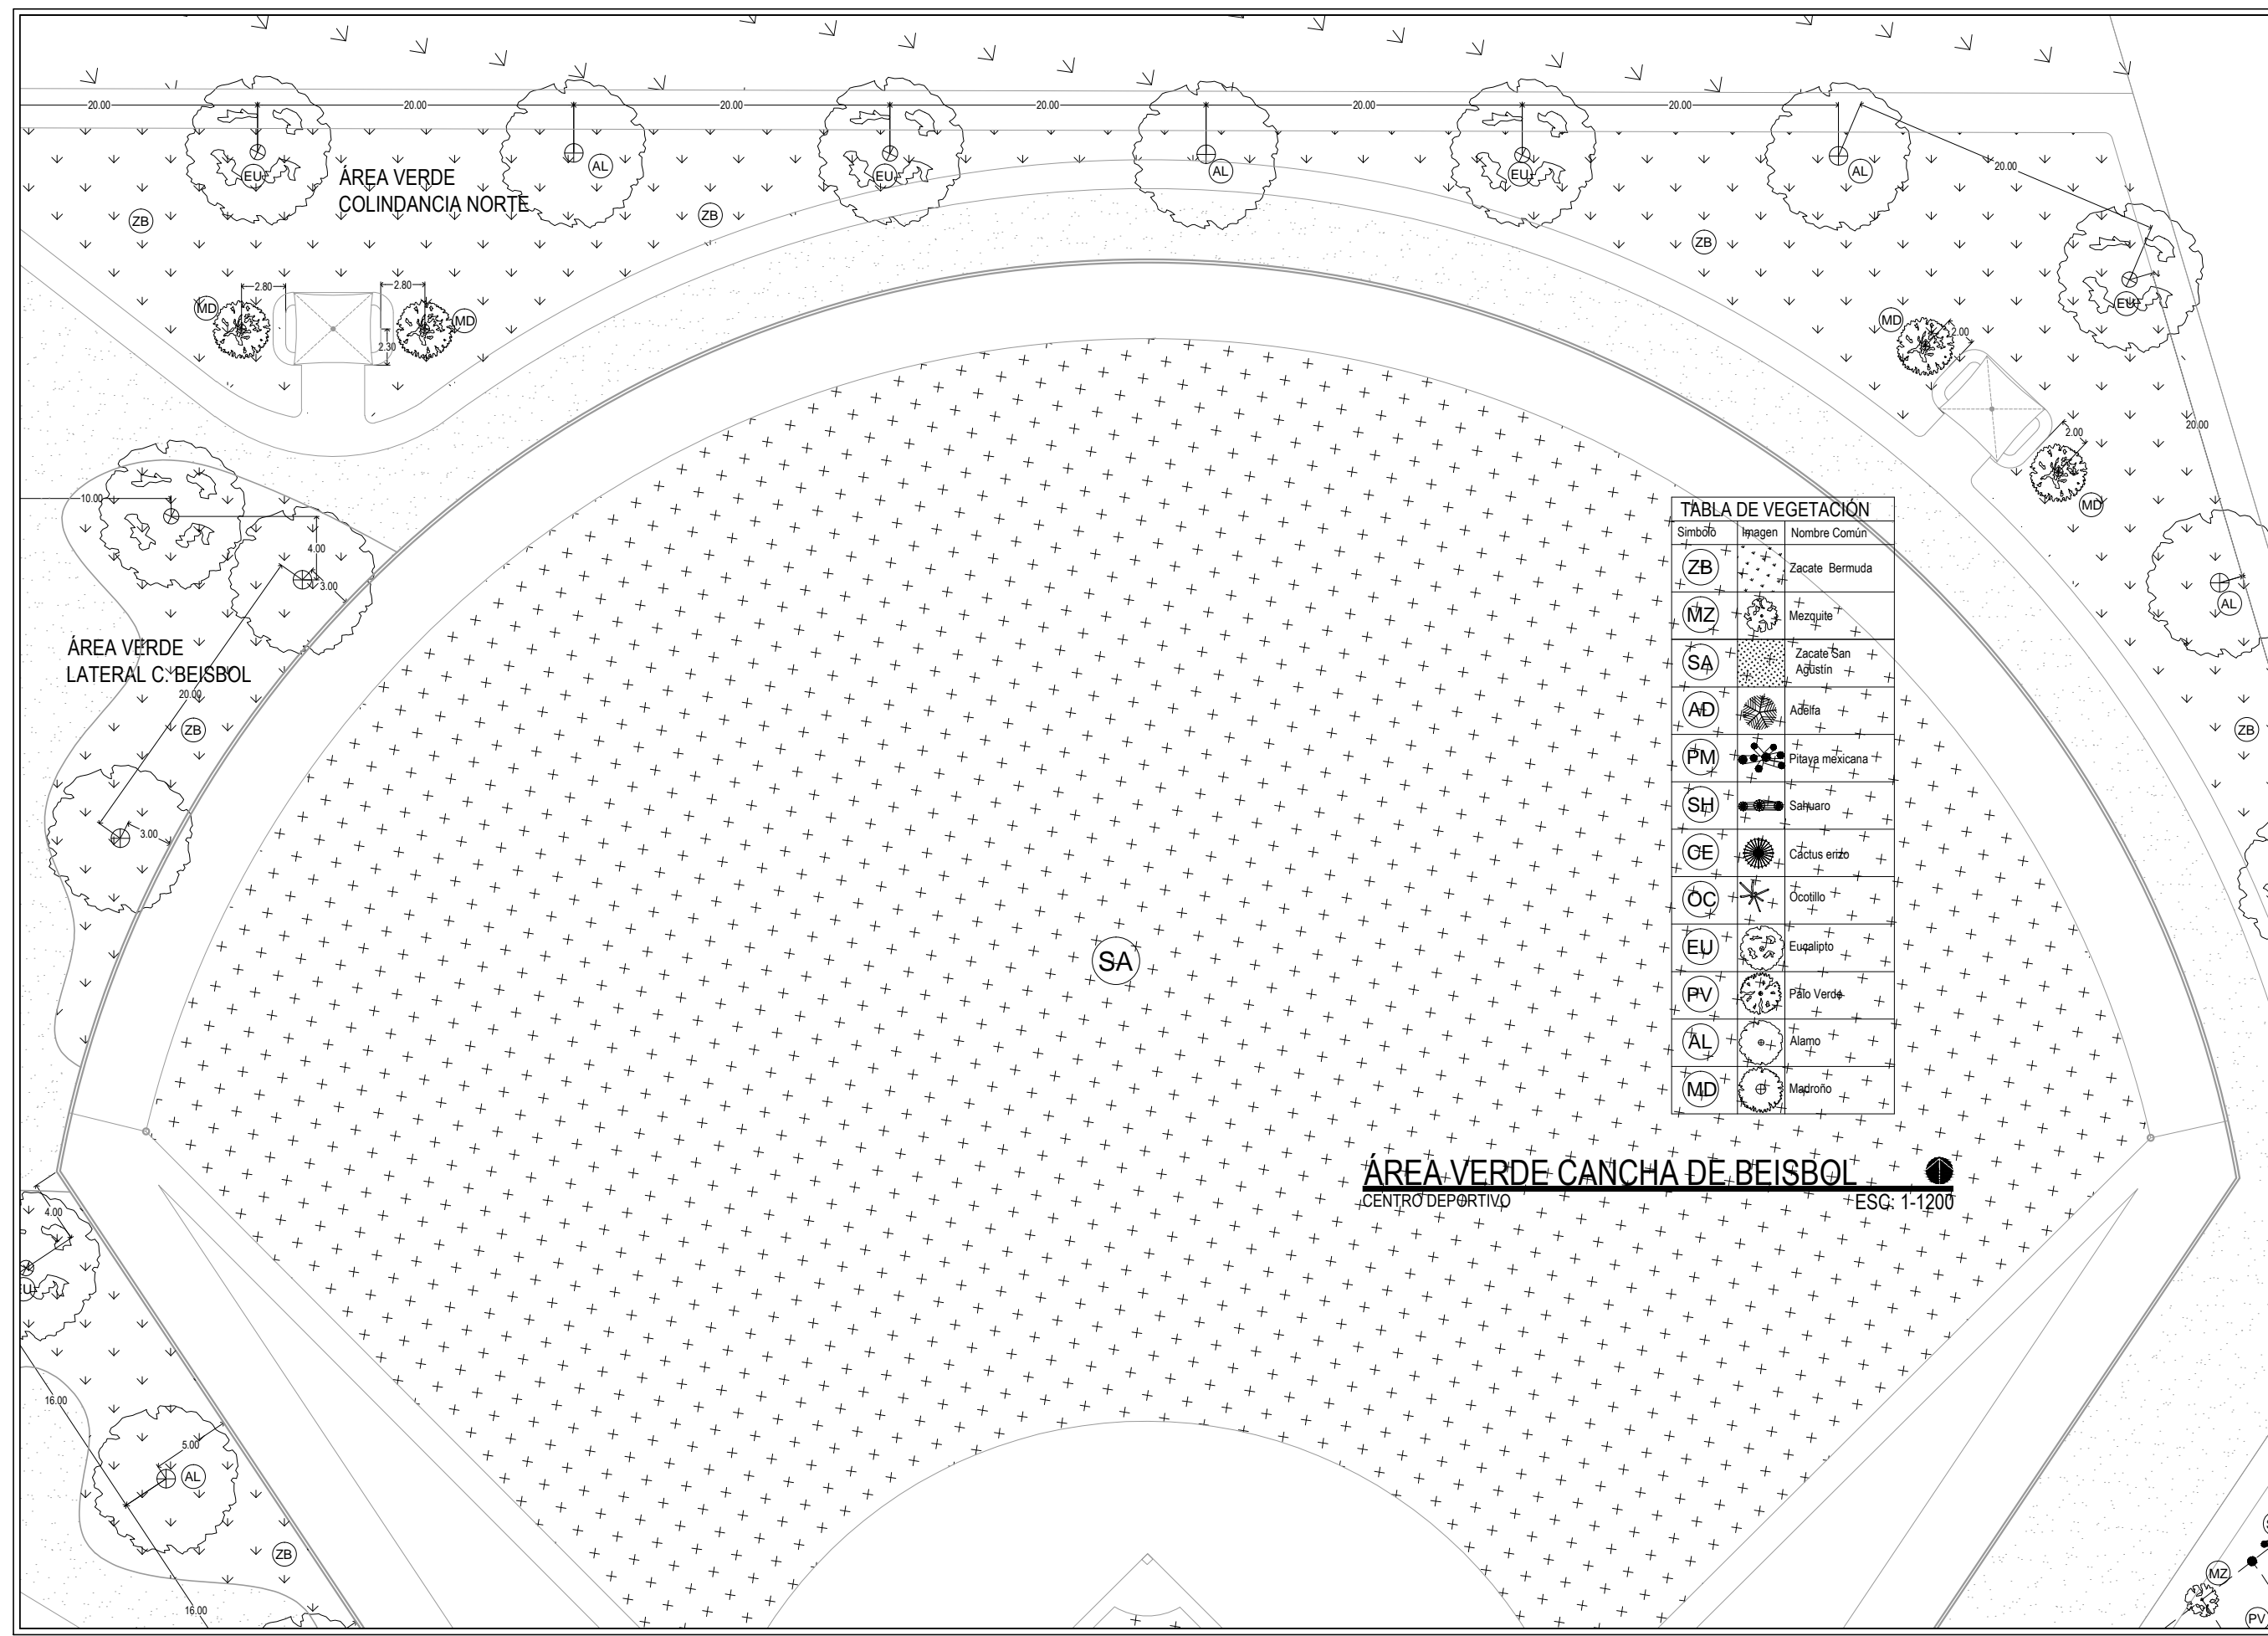 20.00
20.00
20.00
20.00
20.00
20.00
20.00
EU
AL
EU
AL
EU
AL
ÁREA VERDE
COLINDANCIA NORTE
ZB
ZB
ZB
EU
2.80
2.80
MD
MD
2.30
MD
2.00
20.00
2.00
MD
10.00
4.00
3.00
AL
ÁREA VERDE
LATERAL C. BEISBOL
20.00
ZB
ZB
3.00
TABLA DE VEGETACIÓN
Simbolo Imagen Nombre Común
ZB Zacate Bermuda
MZ Mezquite
SA Zacate San
Agustín
AD Adelfa
PM Pitaya mexicana
SH Sahuaro
CE Cactus erizo
OC Ocotillo
EU Eucalipto
PV Palo Verde
AL Alamo
MD Madroño
SA
ÁREA VERDE CANCHA DE BEISBOL
CENTRO DEPORTIVO ESC: 1-1200
4.00
16.00
5.00
AL
ZB
16.00
MZ
PV